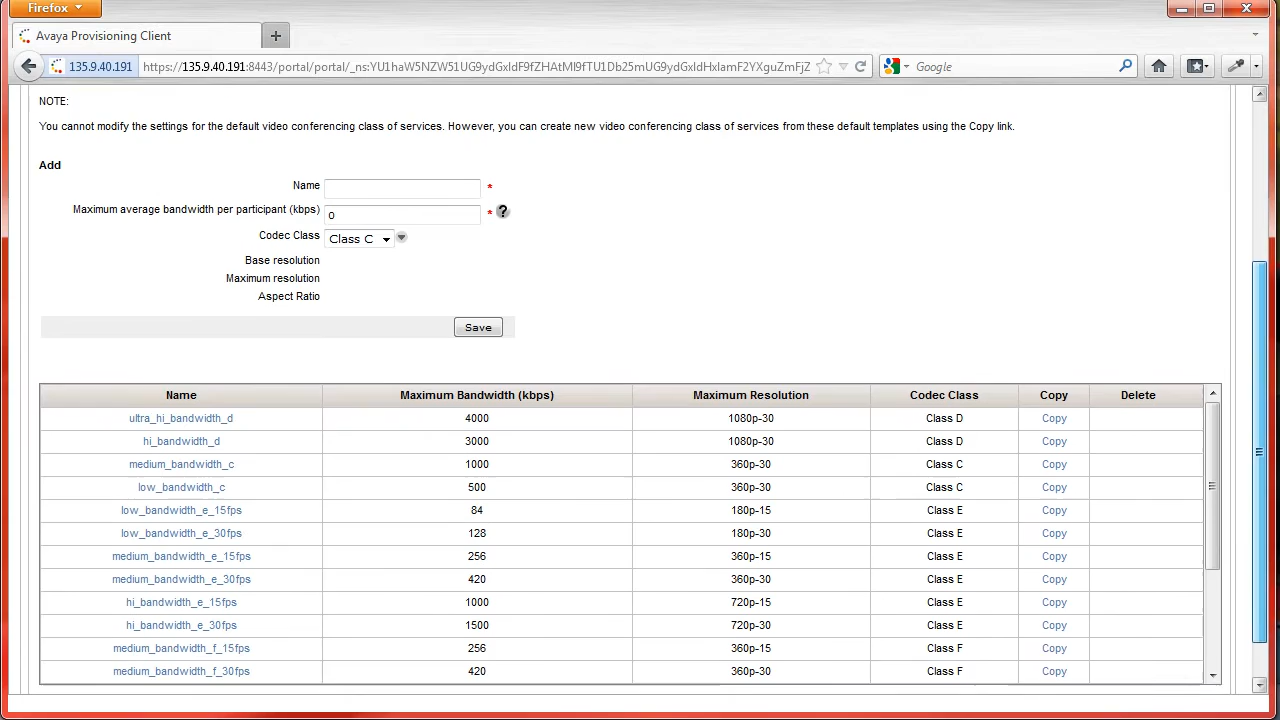 Firefox
Avaya Provisioning Client
135.9.40.191 https://135.9.40.191:8443/portal/portal/_ns:YU1haW5NZW51UG9ydGxldF9fZHAtMl9fTU1Db25mUG9ydGxldHxlamF2YXguZmFjZ Google
NOTE:
You cannot modify the settings for the default video conferencing class of services. However, you can create new video conferencing class of services from these default templates using the Copy link.
Add
Name *
Maximum average bandwidth per participant (kbps) 0 * ?
Codec Class Class C
Base resolution
Maximum resolution
Aspect Ratio
Save
Name Maximum Bandwidth (kbps) Maximum Resolution Codec Class Copy Delete
ultra_hi_bandwidth_d 4000 1080p-30 Class D Copy
hi_bandwidth_d 3000 1080p-30 Class D Copy
medium_bandwidth_c 1000 360p-30 Class C Copy
low_bandwidth_c 500 360p-30 Class C Copy
low_bandwidth_e_15fps 84 180p-15 Class E Copy
low_bandwidth_e_30fps 128 180p-30 Class E Copy
medium_bandwidth_e_15fps 256 360p-15 Class E Copy
medium_bandwidth_e_30fps 420 360p-30 Class E Copy
hi_bandwidth_e_15fps 1000 720p-15 Class E Copy
hi_bandwidth_e_30fps 1500 720p-30 Class E Copy
medium_bandwidth_f_15fps 256 360p-15 Class F Copy
medium_bandwidth_f_30fps 420 360p-30 Class F Copy